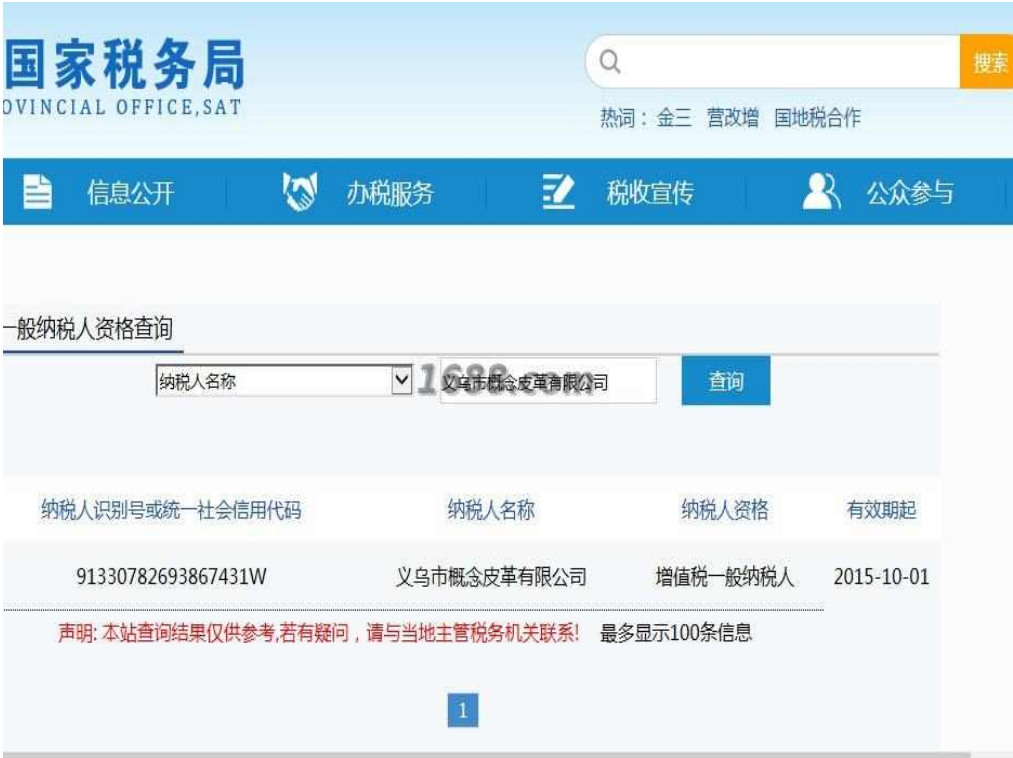 国家税务局
OVINCIAL OFFICE,SAT
搜索
热词： 金三 营改增 国地税合作
信息公开 办税服务 税收宣传 公众参与
一般纳税人资格查询
纳税人名称 1688.com 义乌市概念皮革有限公司 查询
纳税人识别号或统一社会信用代码 纳税人名称 纳税人资格 有效期起
91330782693867431W 义乌市概念皮革有限公司 增值税一般纳税人 2015-10-01
声明: 本站查询结果仅供参考,若有疑问，请与当地主管税务机关联系! 最多显示100条信息
1